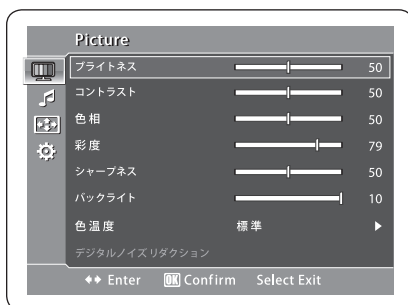 Picture
ブライトネス 50
コントラスト 50
色相 50
彩度 79
シャープネス 50
バックライト 10
色温度 標準
デジタルノイズリダクション
Enter OK Confirm Select Exit